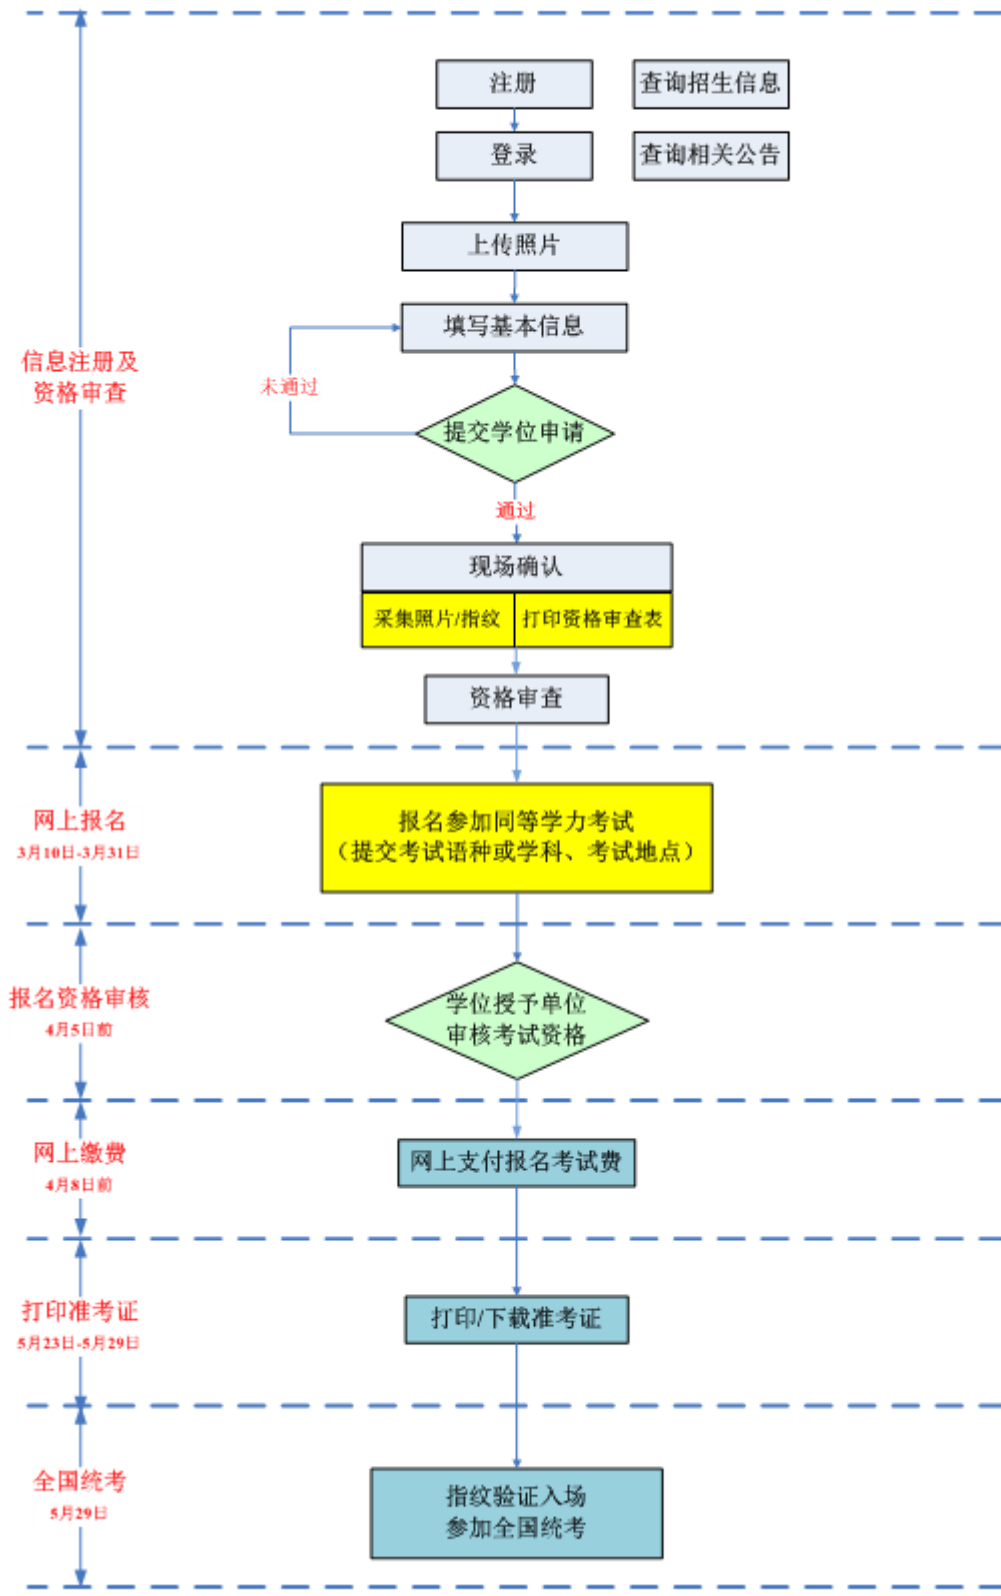 注册
查询招生信息
登录
查询相关公告
上传照片
填写基本信息
信息注册及
资格审查
未通过
提交学位申请
通过
现场确认
采集照片/指纹
打印资格审查表
资格审查
网上报名
3月10日-3月31日
报名参加同等学力考试
（提交考试语种或学科、考试地点）
报名资格审核
4月5日前
学位授予单位
审核考试资格
网上缴费
4月8日前
网上支付报名考试费
打印准考证
5月23日-5月29日
打印/下载准考证
全国统考
5月29日
指纹验证入场
参加全国统考